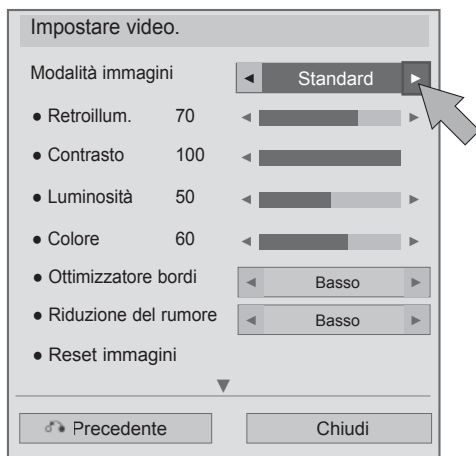 Impostare video.
Modalità immagini ◄ Standard ►
● Retroillum. 70 ◄ ►
● Contrasto 100 ◄
● Luminosità 50 ◄ ►
● Colore 60 ◄ ►
● Ottimizzatore bordi ◄ Basso ►
● Riduzione del rumore ◄ Basso ►
● Reset immagini
▼
Precedente Chiudi